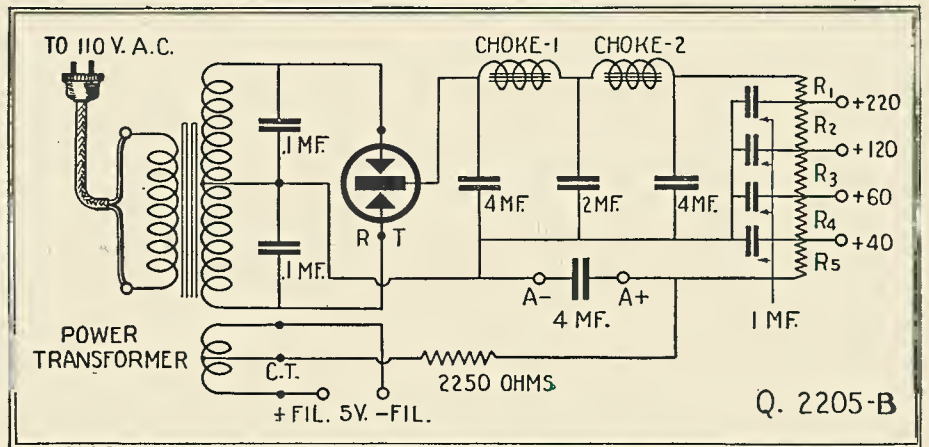 TO 110 V. A.C.
CHOKE-1 CHOKE-2
R1
+220
.1 MF.
R2
+120
R3
4 MF. 2 MF. 4 MF.
+60
R T
R4
+40
.1 MF.
R5
A- A+
4 MF. 1 MF.
POWER
TRANSFORMER
C.T.
2250 OHMS.
± FIL. 5V. -FIL.
Q. 2205-B